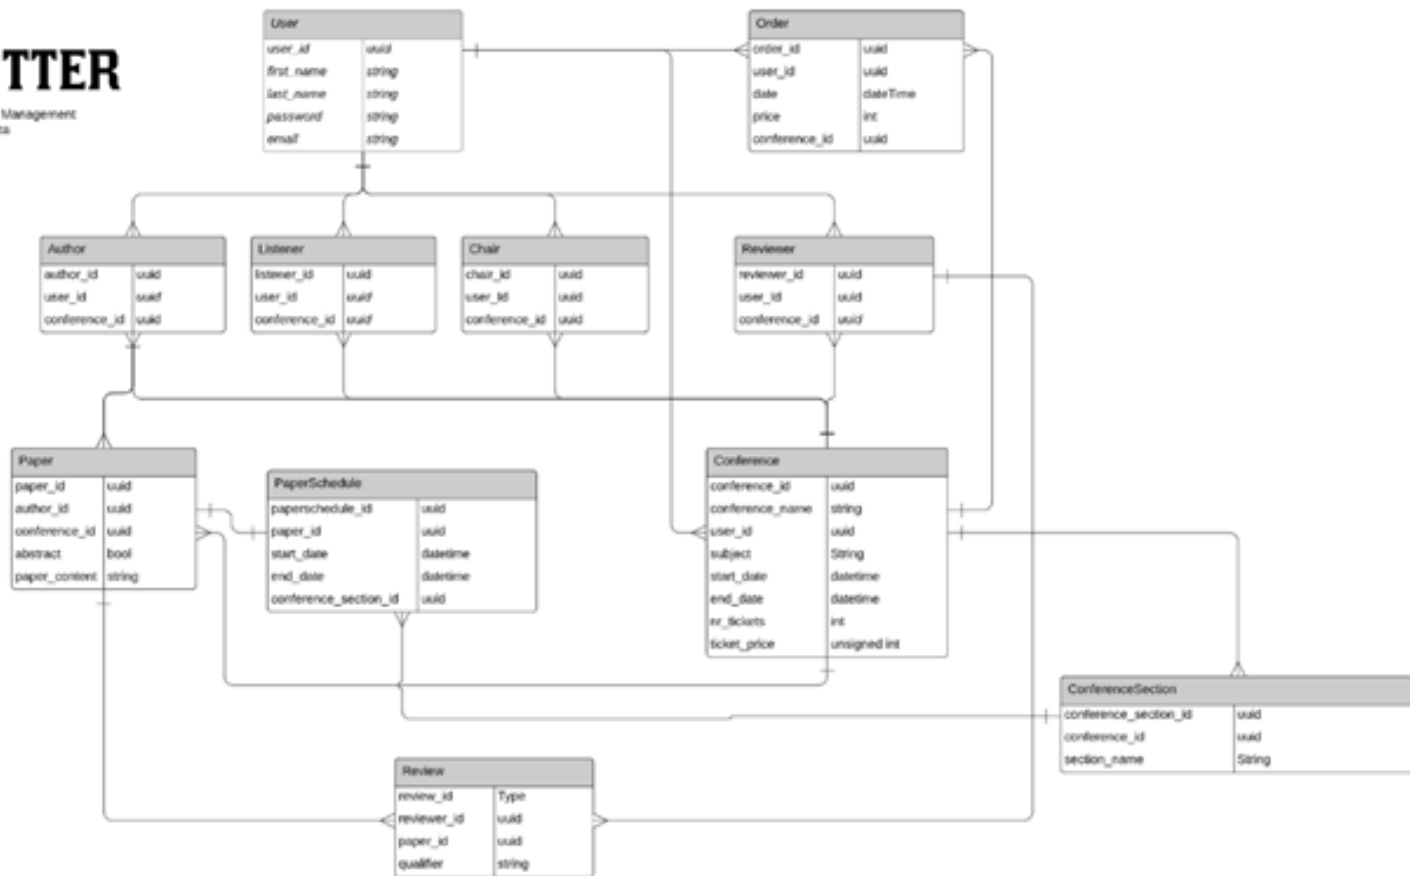 TTER
Management
User
user_id uuid
first_name string
last_name string
password string
email string
Order
order_id uuid
user_id uuid
date dateTime
price int
conference_id uuid
Author
author_id uuid
user_id uuid
conference_id uuid
Listener
listener_id uuid
user_id uuid
conference_id uuid
Chair
chair_id uuid
user_id uuid
conference_id uuid
Reviewer
reviewer_id uuid
user_id uuid
conference_id uuid
Paper
paper_id uuid
author_id uuid
conference_id uuid
abstract bool
paper_content string
PaperSchedule
paperschedule_id uuid
paper_id uuid
start_date datetime
end_date datetime
conference_section_id uuid
Conference
conference_id uuid
conference_name string
user_id uuid
subject String
start_date datetime
end_date datetime
nr_tickets int
ticket_price unsigned int
ConferenceSection
conference_section_id uuid
conference_id uuid
section_name String
Review
review_id Type
reviewer_id uuid
paper_id uuid
qualifier string